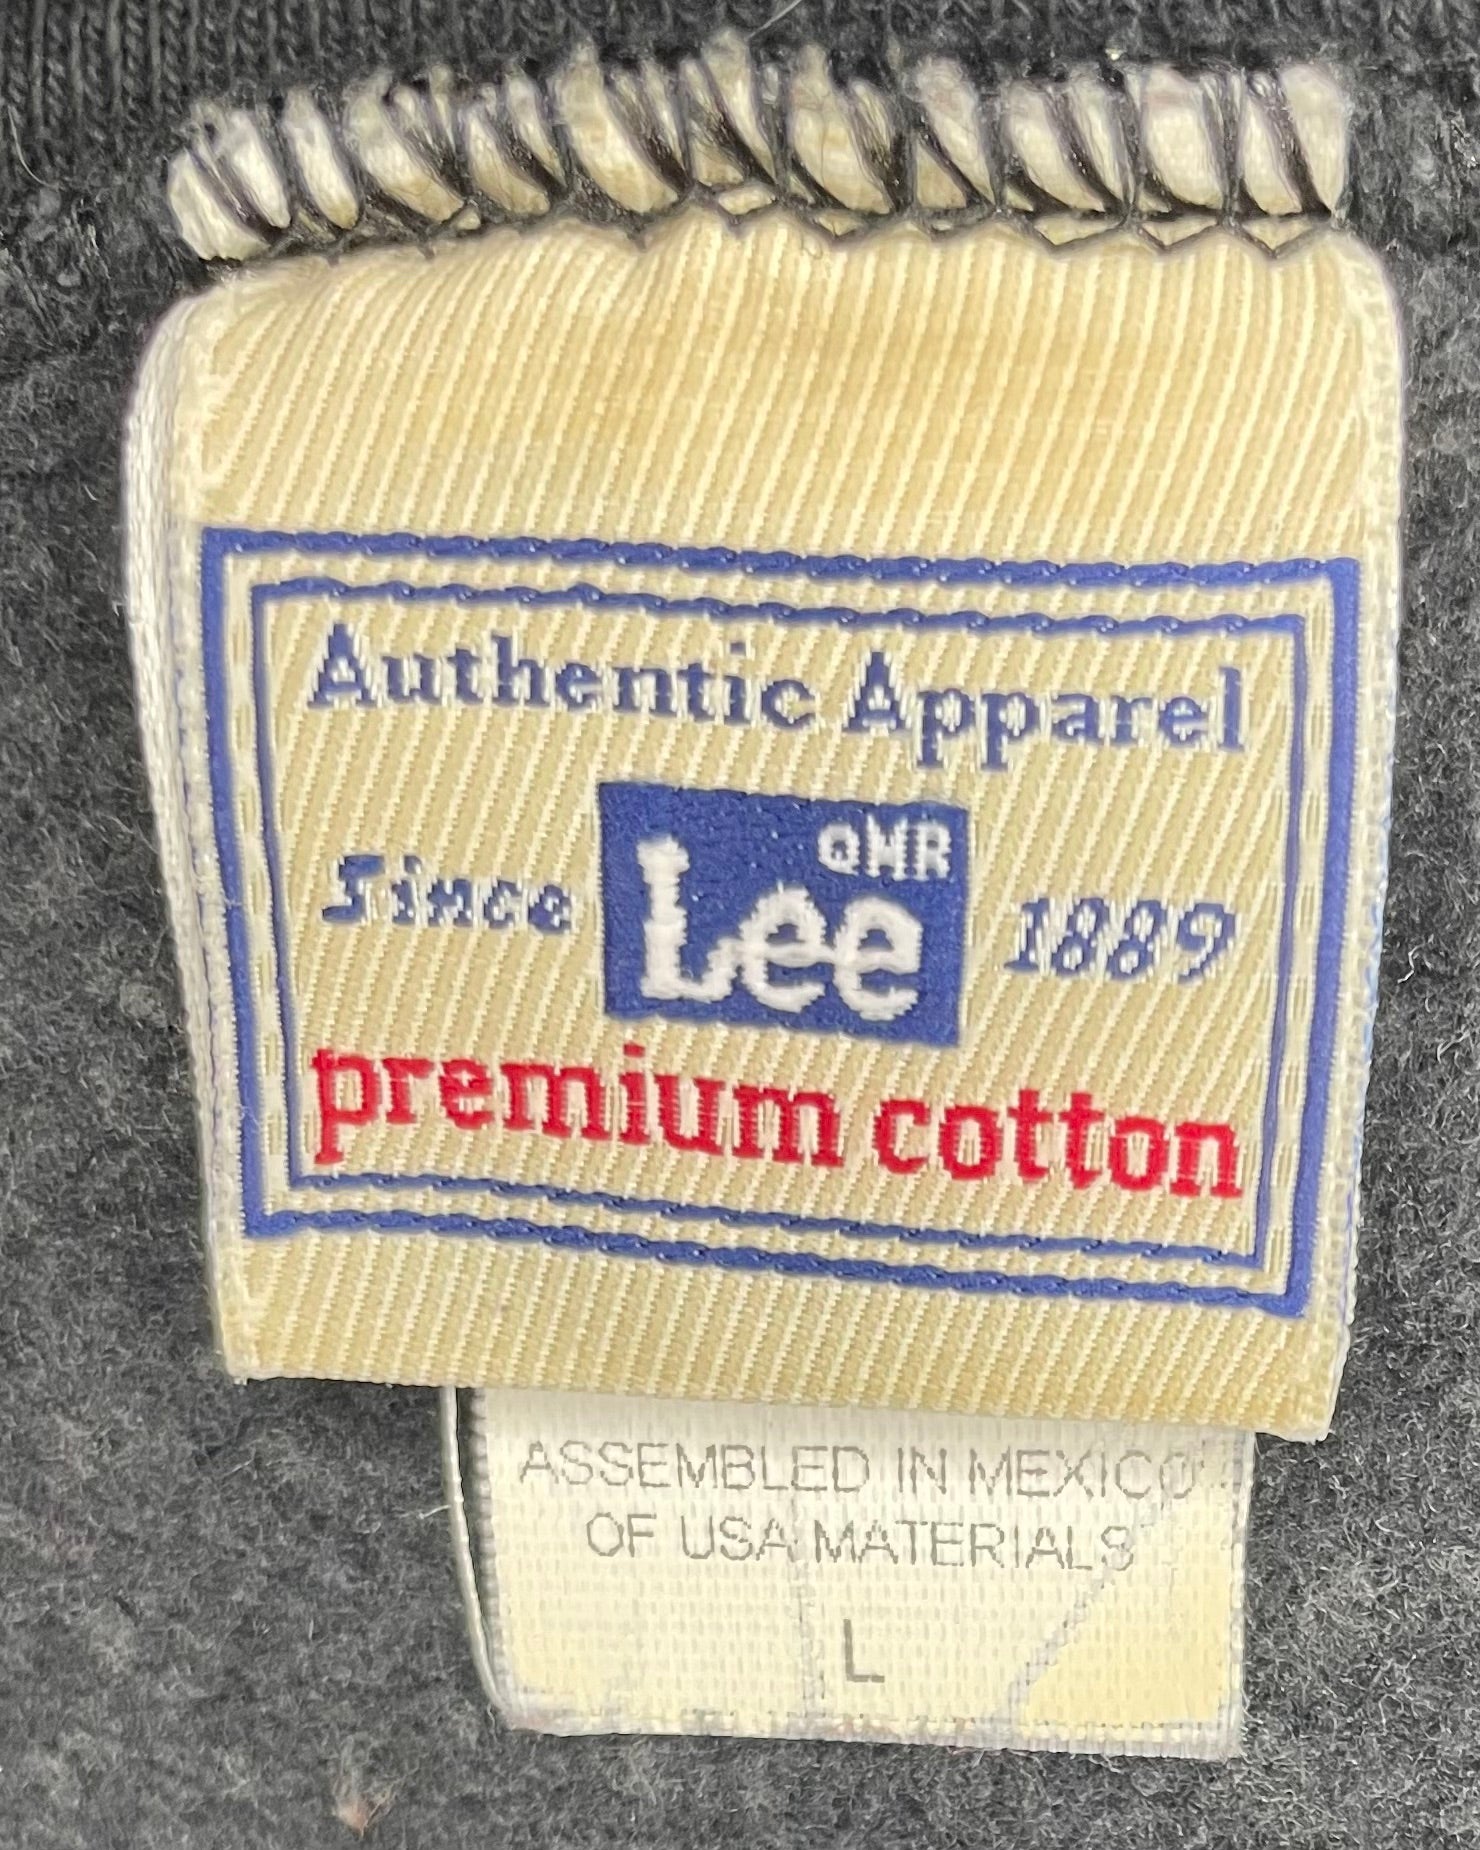 Authentic Apparel
Since Lee QMR 1889
premium cotton
ASSEMBLED IN MEXICO
OF USA MATERIALS
L